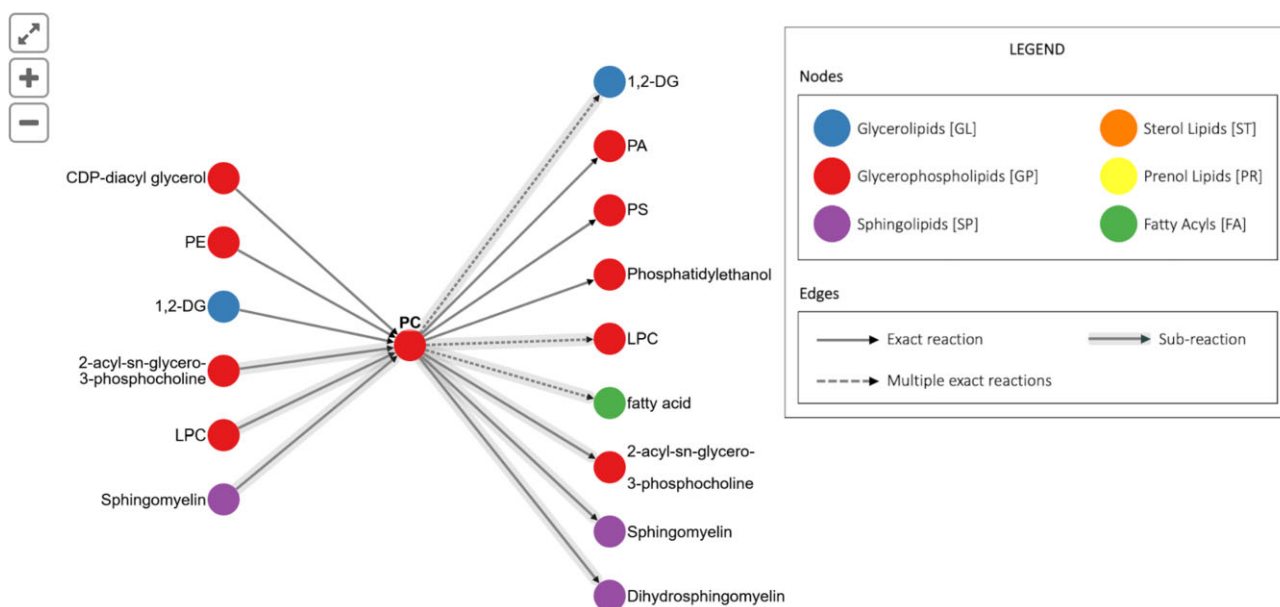 CDP-diacyl glycerol
PE
1,2-DG
2-acyl-sn-glycero-
3-phosphocholine
LPC
Sphingomyelin
PC
1,2-DG
PA
PS
Phosphatidylethanol
LPC
fatty acid
2-acyl-sn-glycero-
3-phosphocholine
Sphingomyelin
Dihydrosphingomyelin
LEGEND
Nodes
Glycerolipids [GL]
Sterol Lipids [ST]
Glycerophospholipids [GP]
Prenol Lipids [PR]
Sphingolipids [SP]
Fatty Acyls [FA]
Edges
Exact reaction
Sub-reaction
Multiple exact reactions